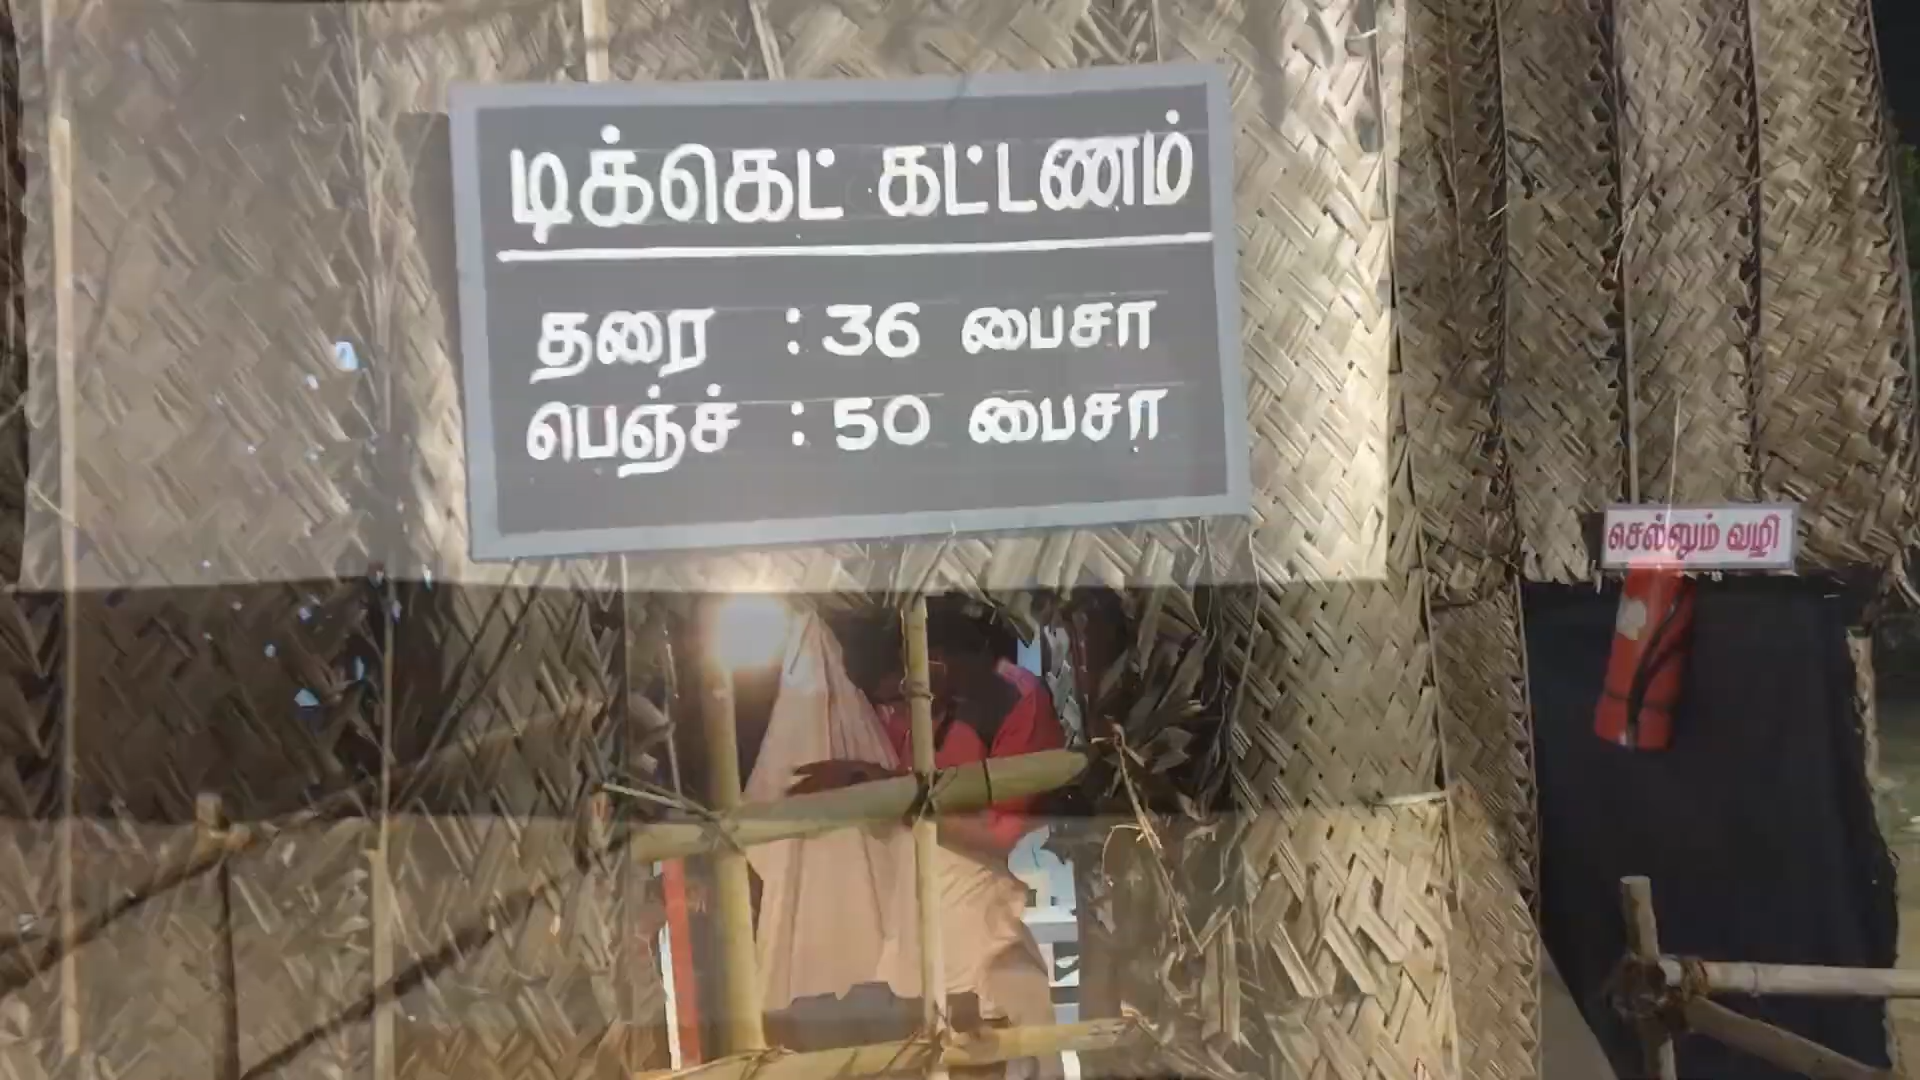 டிக்கெட் கட்டணம்
தரை : 36 பைசா
பெஞ்ச் : 50 பைசா
செல்லும் வழி